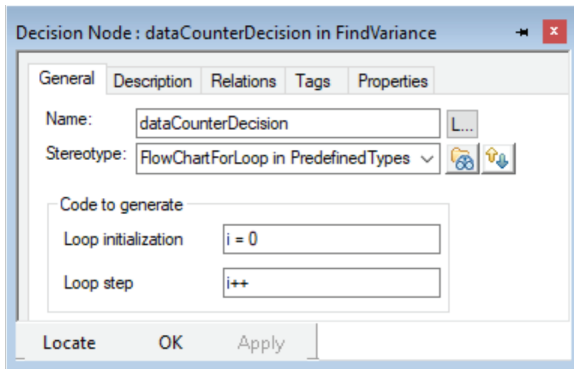 Decision Node : dataCounterDecision in FindVariance
General Description Relations Tags Properties
Name: dataCounterDecision L...
Stereotype: FlowChartForLoop in PredefinedTypes
Code to generate
Loop initialization i = 0
Loop step i++
Locate OK Apply